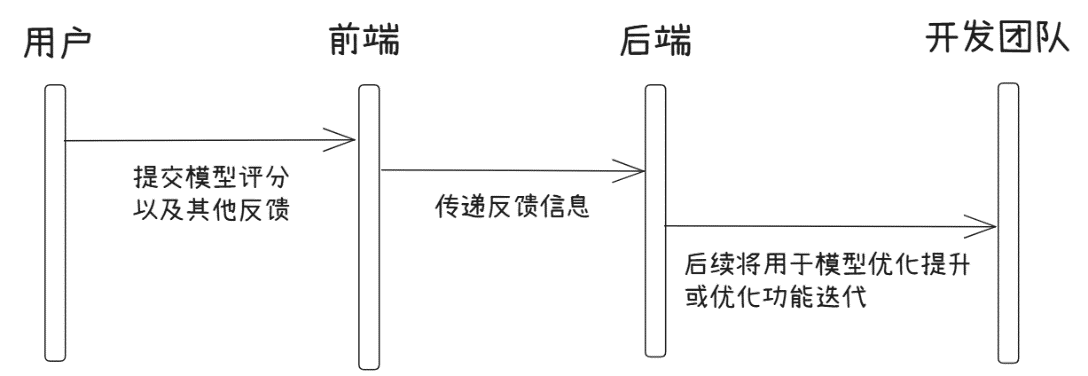 用户
前端
后端
开发团队
提交模型评分
以及其他反馈
传递反馈信息
后续将用于模型优化提升
或优化功能迭代